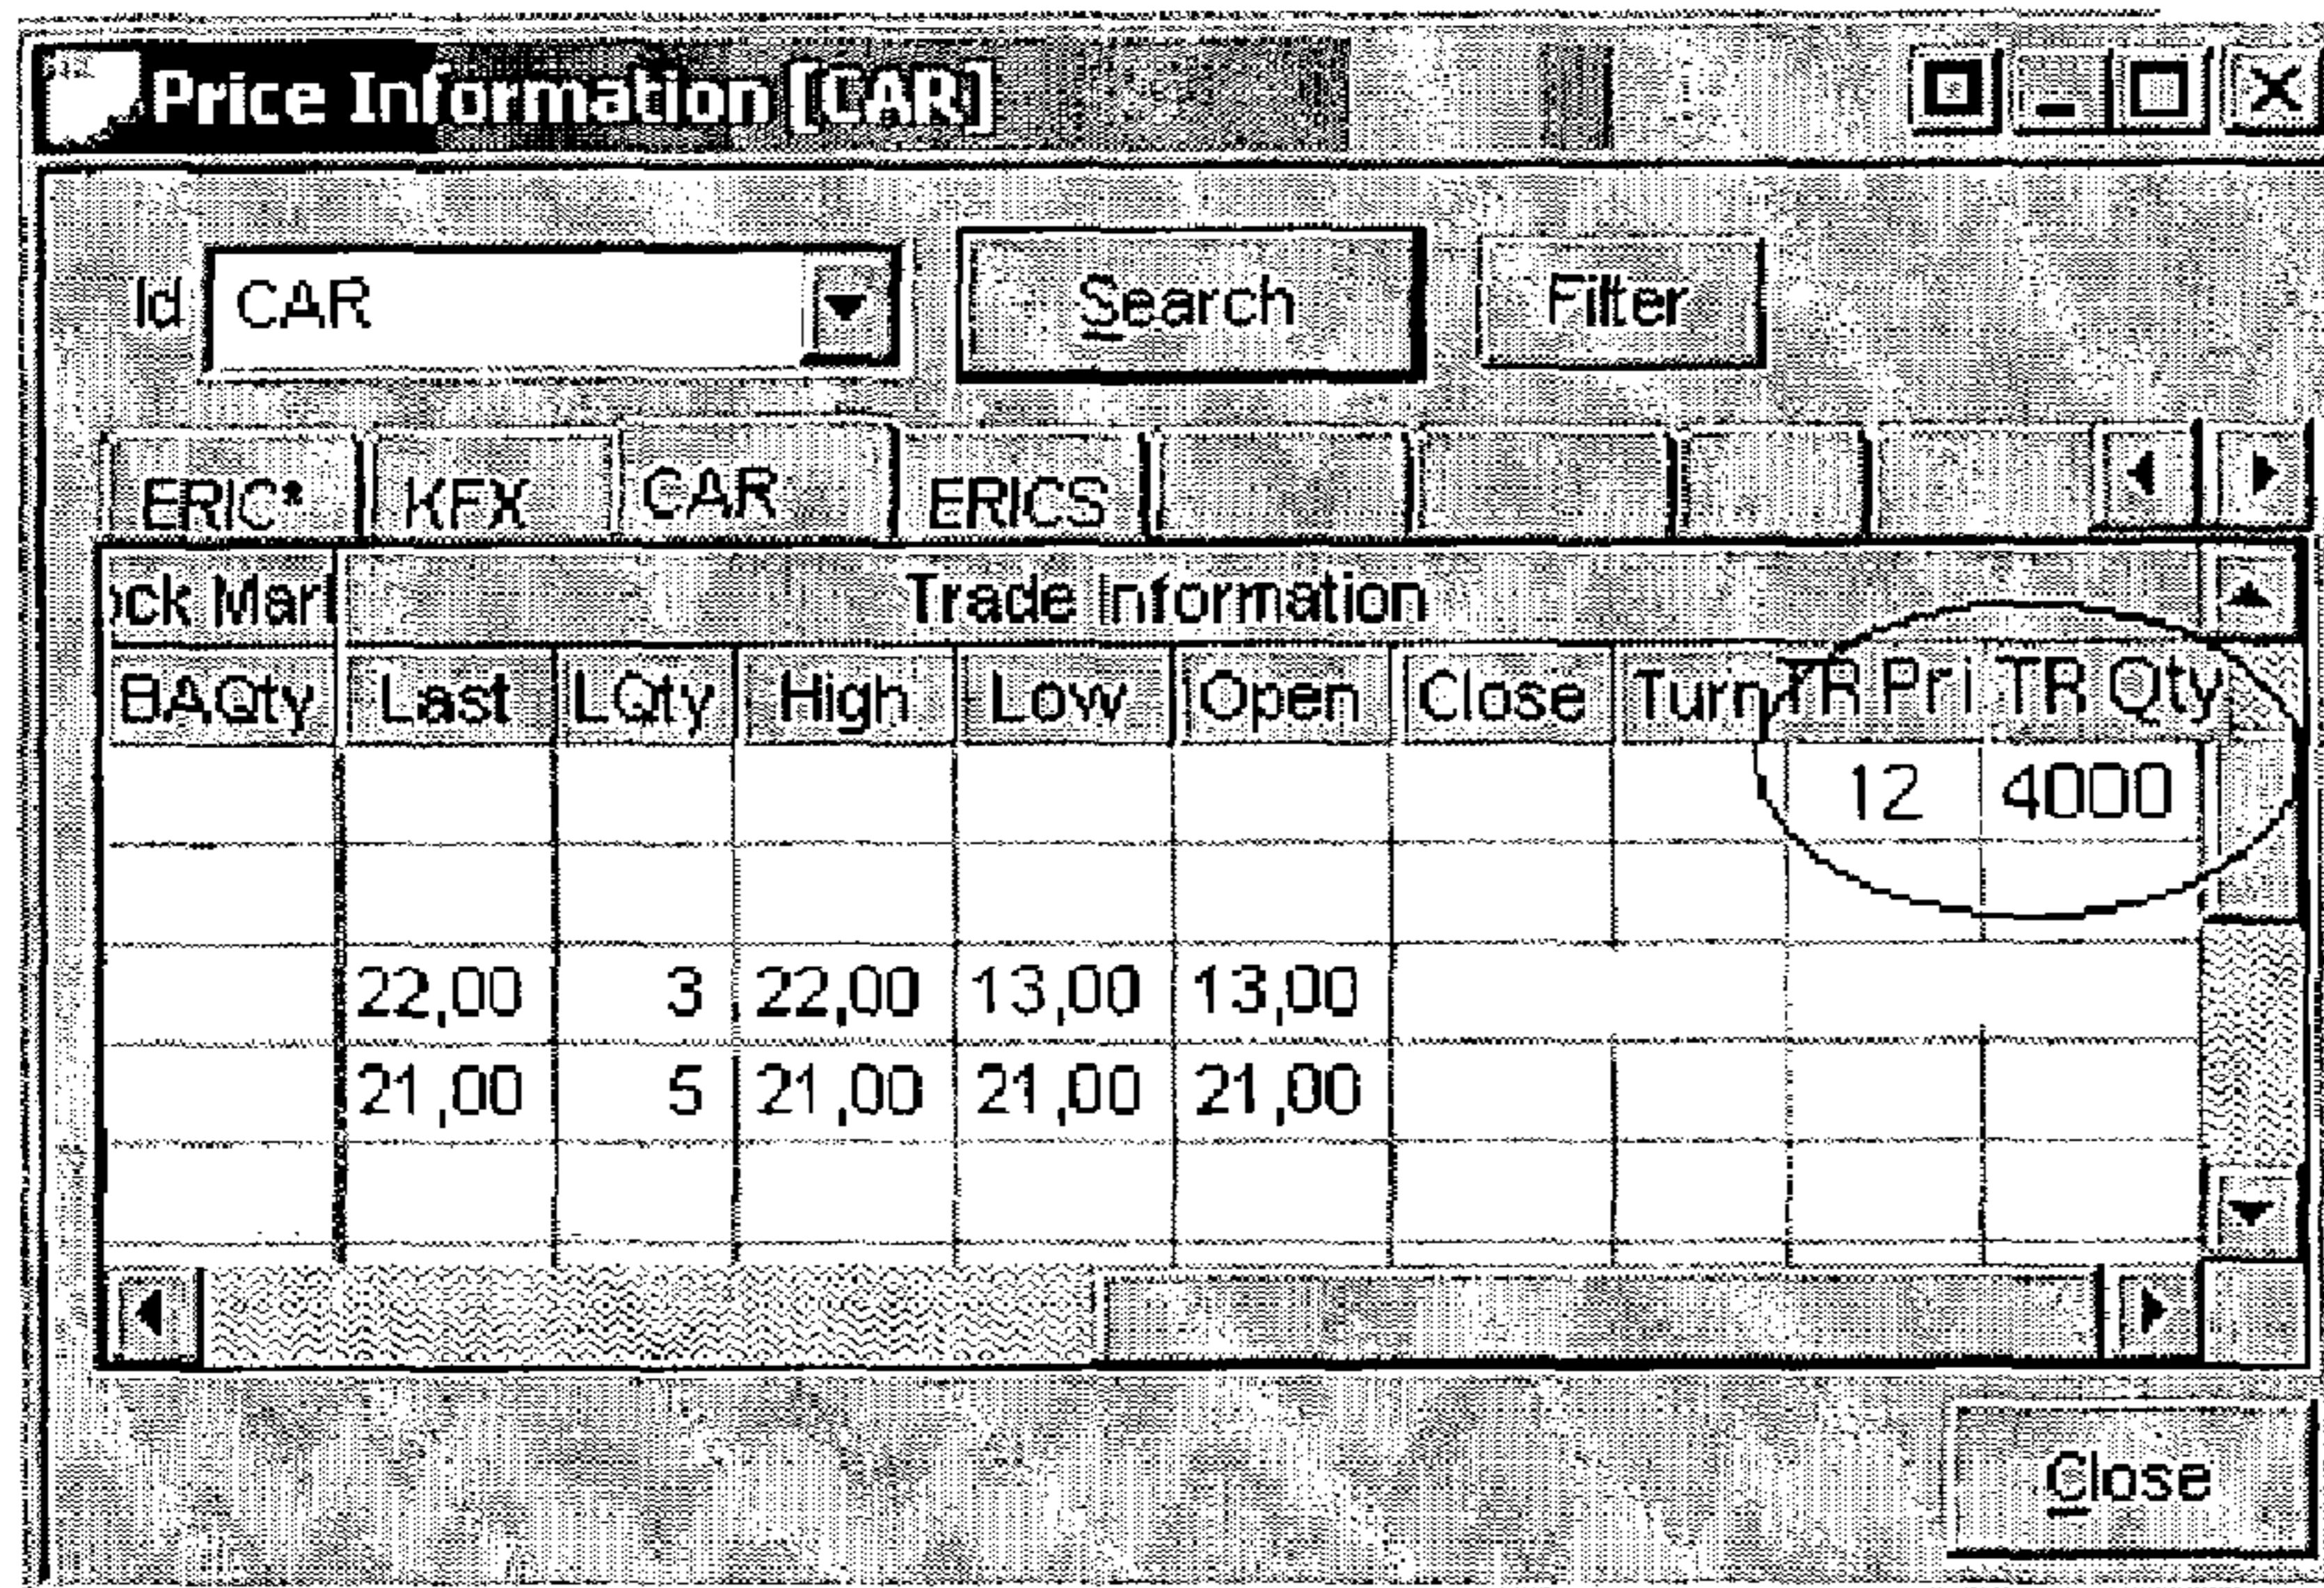 Price Information [CAR]
Id CAR Search Filter
ERIC* KFX CAR ERICS
ock Mark Trade Information
BAQty Last LQty High Low Open Close Turn TR Pri TR Qty
12 4000
22,00 3 22,00 13,00 13,00
21,00 5 21,00 21,00 21,00
Close